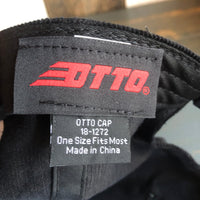 OTTO®
OTTO CAP
18-1272
One Size Fits Most
Made in China